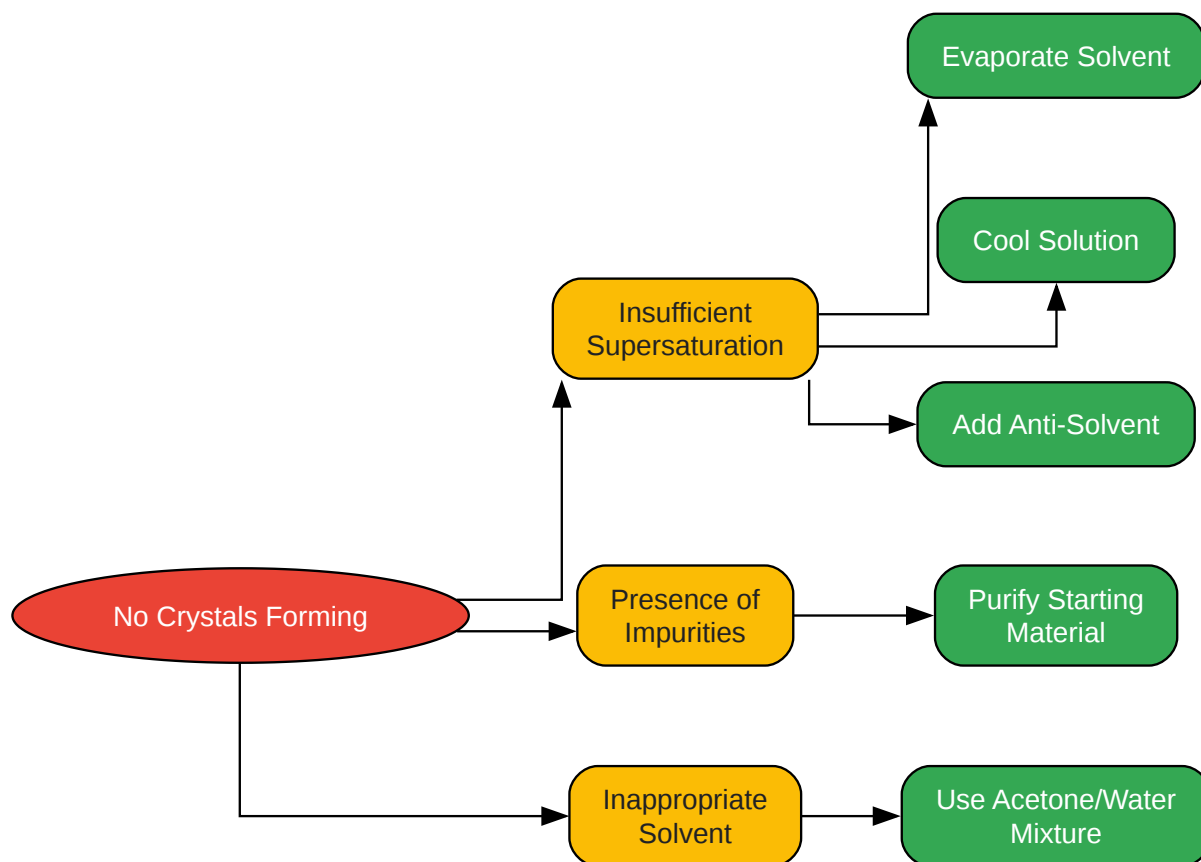 Evaporate Solvent
Cool Solution
Insufficient
Supersaturation
Add Anti-Solvent
No Crystals Forming
Presence of
Impurities
Purify Starting
Material
Inappropriate
Solvent
Use Acetone/Water
Mixture